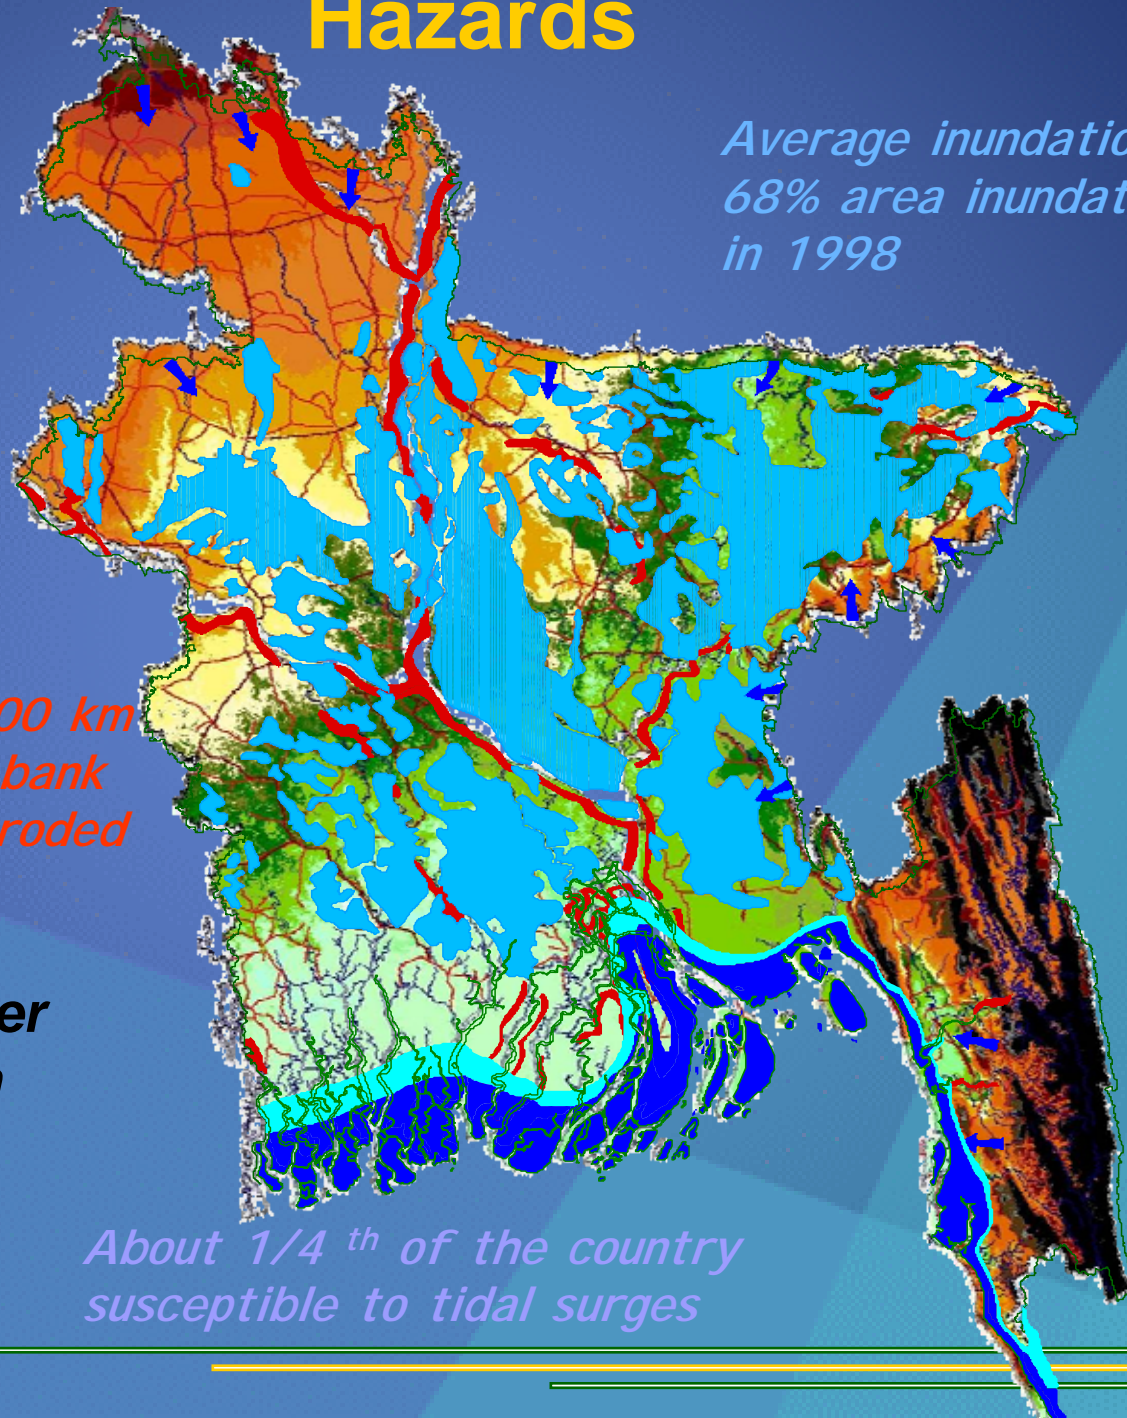 Hazards
Average inundatio
68% area inundat
in 1998
00 km
bank
roded
er
About 1/4 th of the country
susceptible to tidal surges